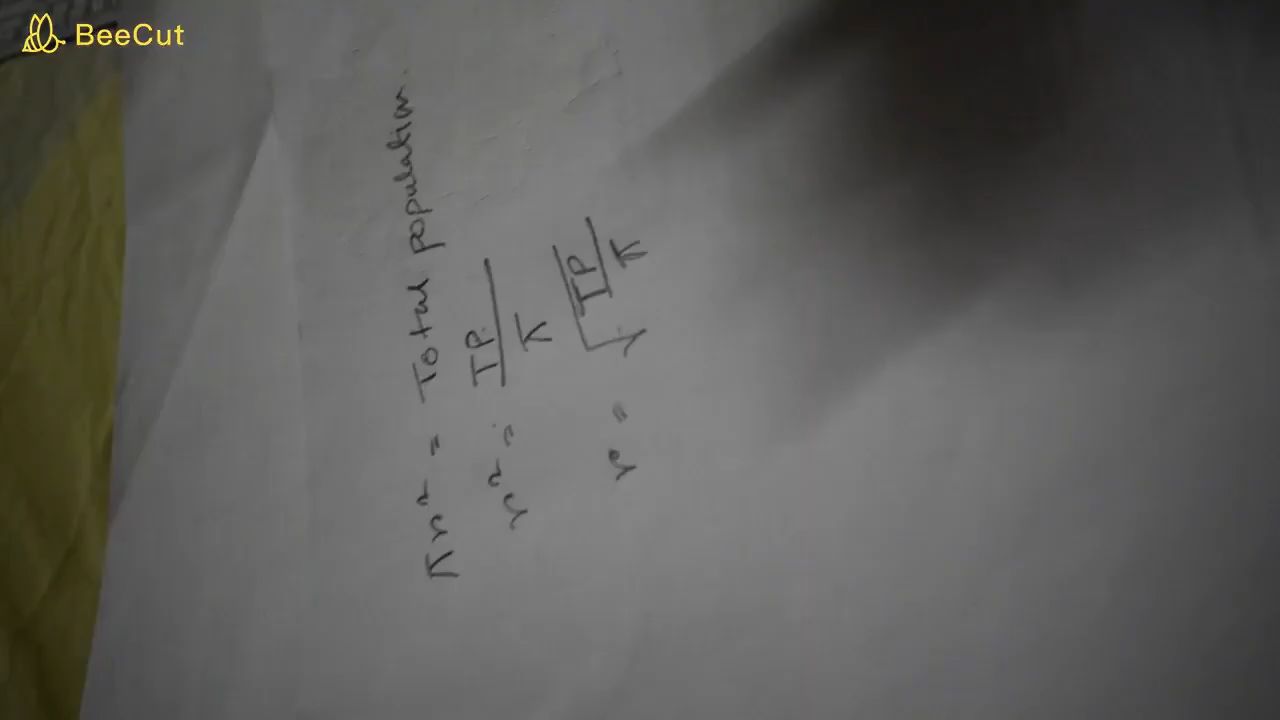 BeeCut
πr² = Total population.
r² = TP/π
r = √TP/π